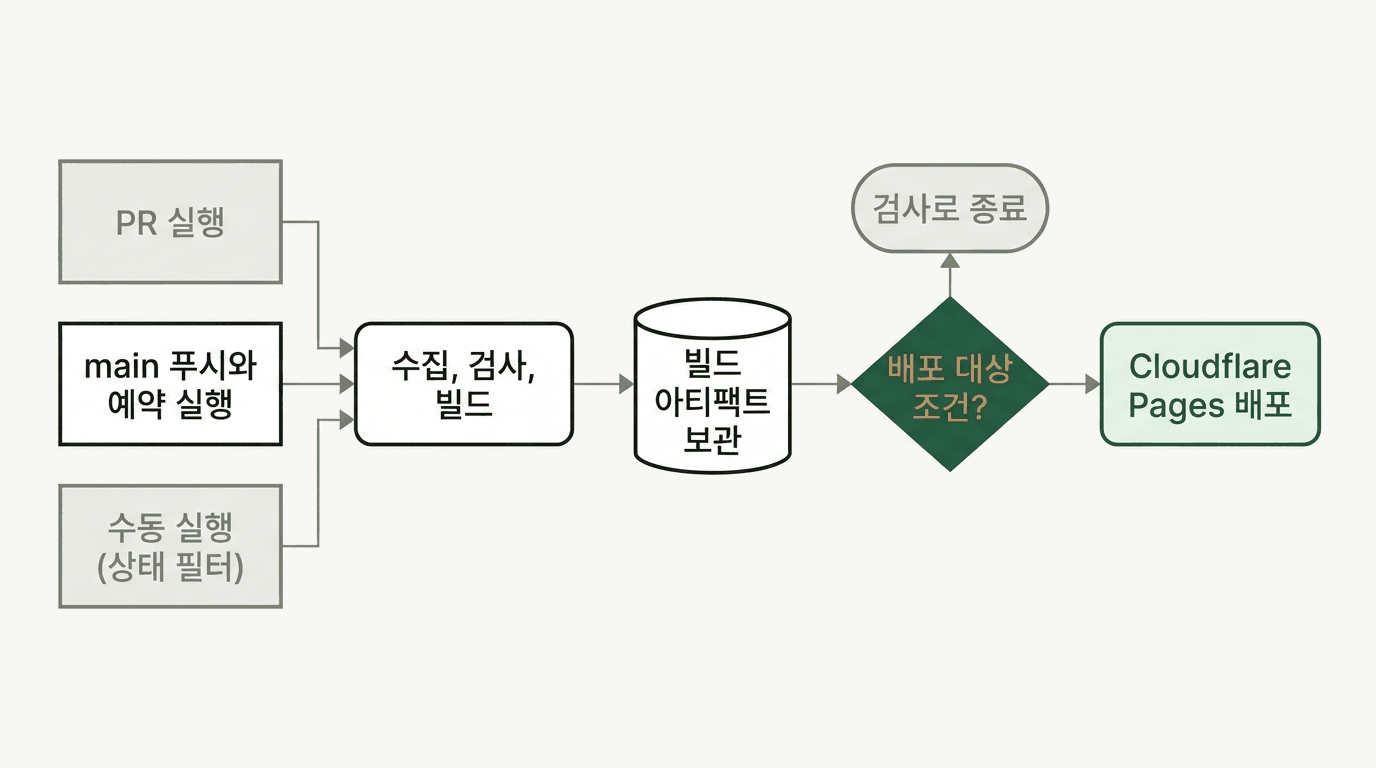 PR 실행
main 푸시와
예약 실행
수동 실행
(상태 필터)
수집, 검사,
빌드
빌드
아티팩트
보관
검사로 종료
배포 대상
조건?
Cloudflare
Pages 배포